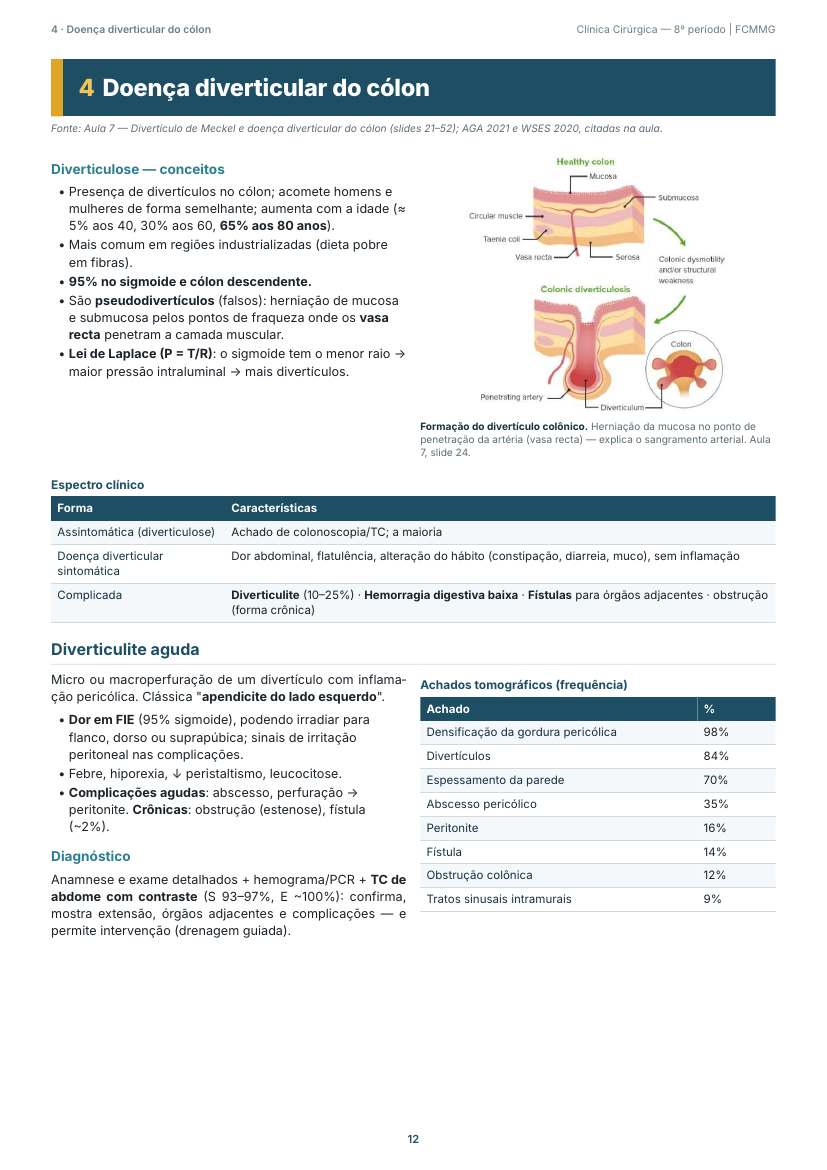 4 · Doença diverticular do cólon
Clínica Cirúrgica — 8º período | FCMMG
4 Doença diverticular do cólon
Fonte: Aula 7 — Divertículo de Meckel e doença diverticular do cólon (slides 21–52); AGA 2021 e WSES 2020, citadas na aula.
Diverticulose — conceitos
• Presença de divertículos no cólon; acomete homens e
mulheres de forma semelhante; aumenta com a idade (≈
5% aos 40, 30% aos 60, 65% aos 80 anos).
• Mais comum em regiões industrializadas (dieta pobre
em fibras).
• 95% no sigmoide e cólon descendente.
• São pseudodivertículos (falsos): herniação de mucosa
e submucosa pelos pontos de fraqueza onde os vasa
recta penetram a camada muscular.
• Lei de Laplace (P = T/R): o sigmoide tem o menor raio →
maior pressão intraluminal → mais divertículos.
Healthy colon
Mucosa
Submucosa
Circular muscle
Taenia coli
Vasa recta
Serosa
Colonic dysmotility
and/or structural
weakness
Colonic diverticulosis
Colon
Penetrating artery
Diverticulum
Formação do divertículo colônico. Herniação da mucosa no ponto de
penetração da artéria (vasa recta) — explica o sangramento arterial. Aula
7, slide 24.
Espectro clínico
Forma Características
Assintomática (diverticulose) Achado de colonoscopia/TC; a maioria
Doença diverticular Dor abdominal, flatulência, alteração do hábito (constipação, diarreia, muco), sem inflamação
sintomática
Complicada Diverticulite (10–25%) · Hemorragia digestiva baixa · Fístulas para órgãos adjacentes · obstrução
(forma crônica)
Diverticulite aguda
Micro ou macroperfuração de um divertículo com inflama-
ção pericólica. Clássica "apendicite do lado esquerdo".
• Dor em FIE (95% sigmoide), podendo irradiar para
flanco, dorso ou suprapúbica; sinais de irritação
peritoneal nas complicações.
• Febre, hiporexia, ↓ peristaltismo, leucocitose.
• Complicações agudas: abscesso, perfuração →
peritonite. Crônicas: obstrução (estenose), fístula
(~2%).
Diagnóstico
Anamnese e exame detalhados + hemograma/PCR + TC de
abdome com contraste (S 93–97%, E ~100%): confirma,
mostra extensão, órgãos adjacentes e complicações — e
permite intervenção (drenagem guiada).
Achados tomográficos (frequência)
Achado %
Densificação da gordura pericólica 98%
Divertículos 84%
Espessamento da parede 70%
Abscesso pericólico 35%
Peritonite 16%
Fístula 14%
Obstrução colônica 12%
Tratos sinusais intramurais 9%
12